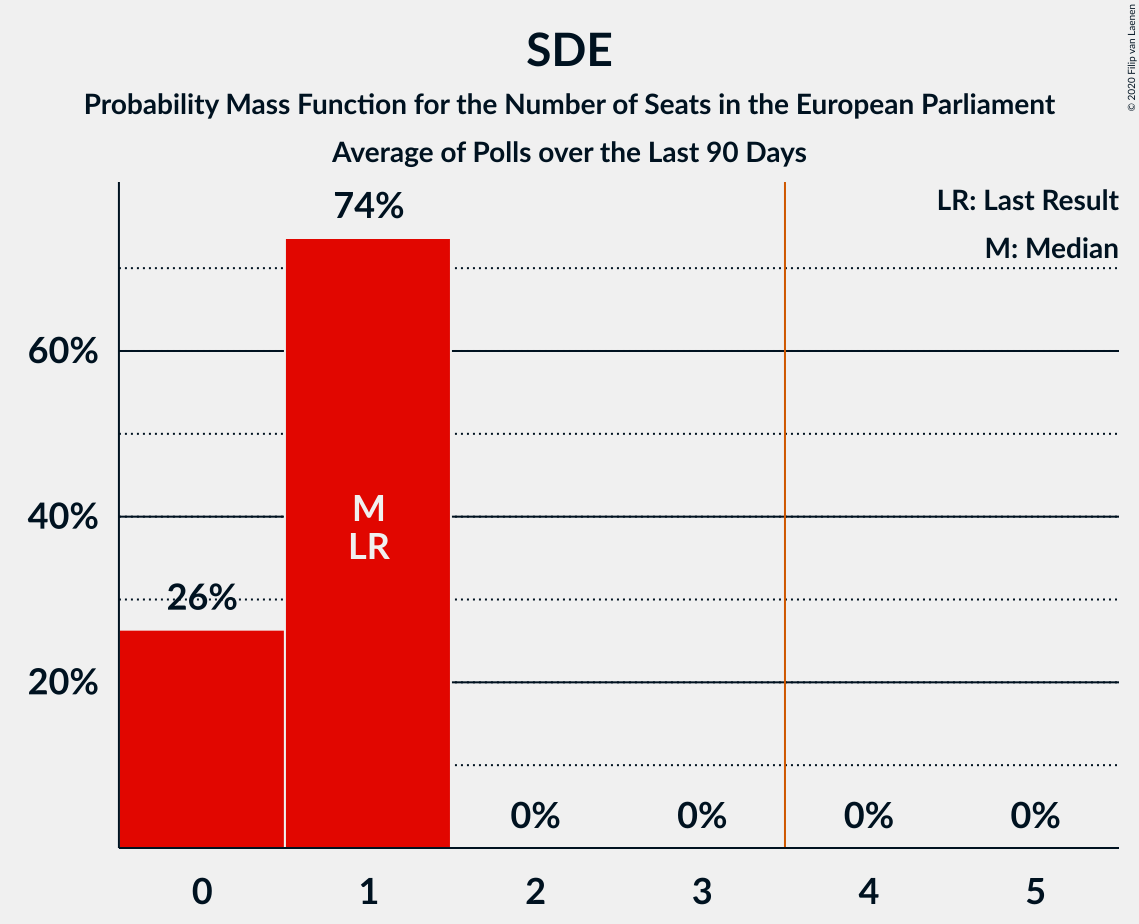 SDE
Probability Mass Function for the Number of Seats in the European Parliament
Average of Polls over the Last 90 Days
© 2020 Filip van Laenen
LR: Last Result
M: Median
74%
60%
40%
20%
26%
M
LR
0%
0%
0%
0%
0
1
2
3
4
5